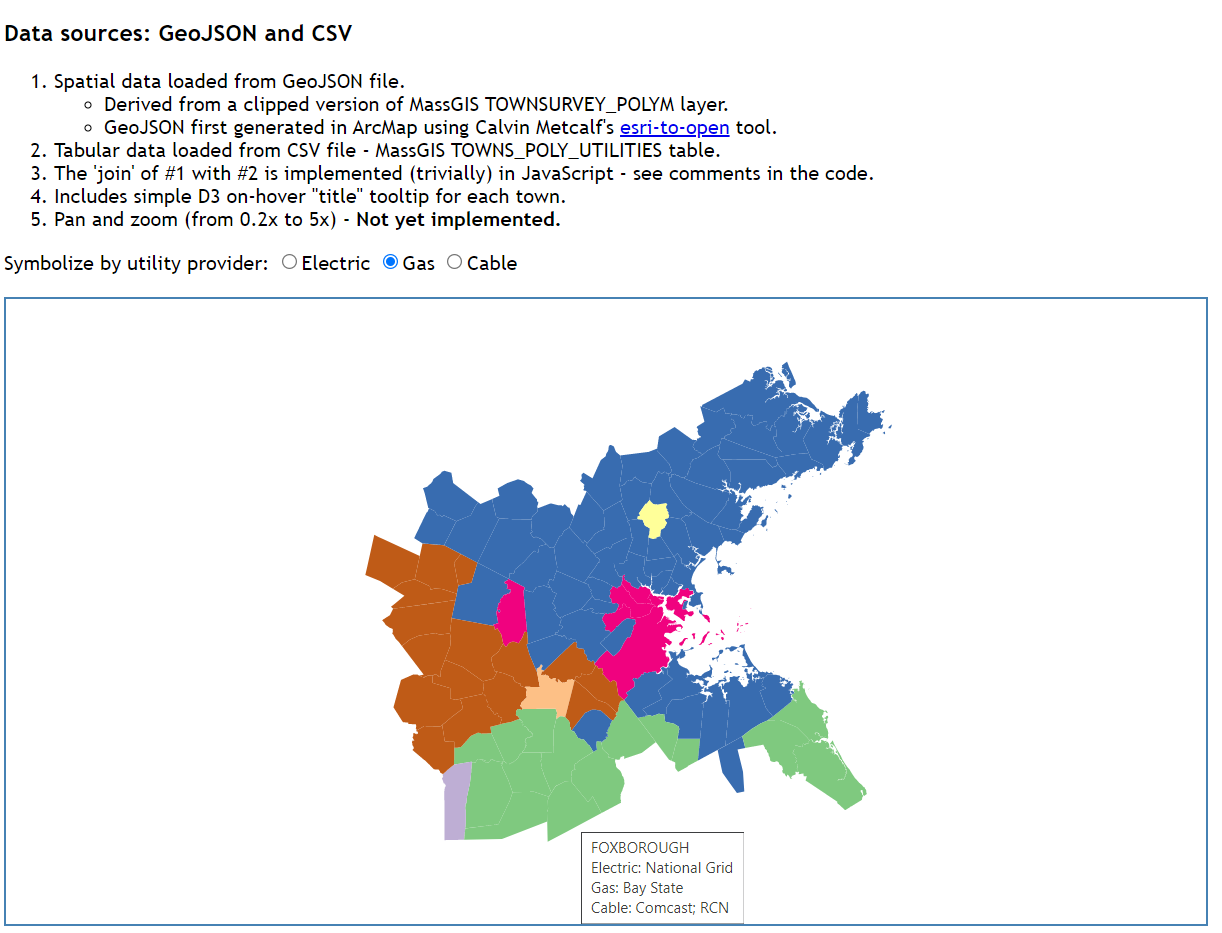 Data sources: GeoJSON and CSV
1. Spatial data loaded from GeoJSON file.
◦ Derived from a clipped version of MassGIS TOWNSURVEY_POLYM layer.
◦ GeoJSON first generated in ArcMap using Calvin Metcalf's esri-to-open tool.
2. Tabular data loaded from CSV file - MassGIS TOWNS_POLY_UTILITIES table.
3. The 'join' of #1 with #2 is implemented (trivially) in JavaScript - see comments in the code.
4. Includes simple D3 on-hover "title" tooltip for each town.
5. Pan and zoom (from 0.2x to 5x) - Not yet implemented.
Symbolize by utility provider: Electric Gas Cable
FOXBOROUGH
Electric: National Grid
Gas: Bay State
Cable: Comcast; RCN